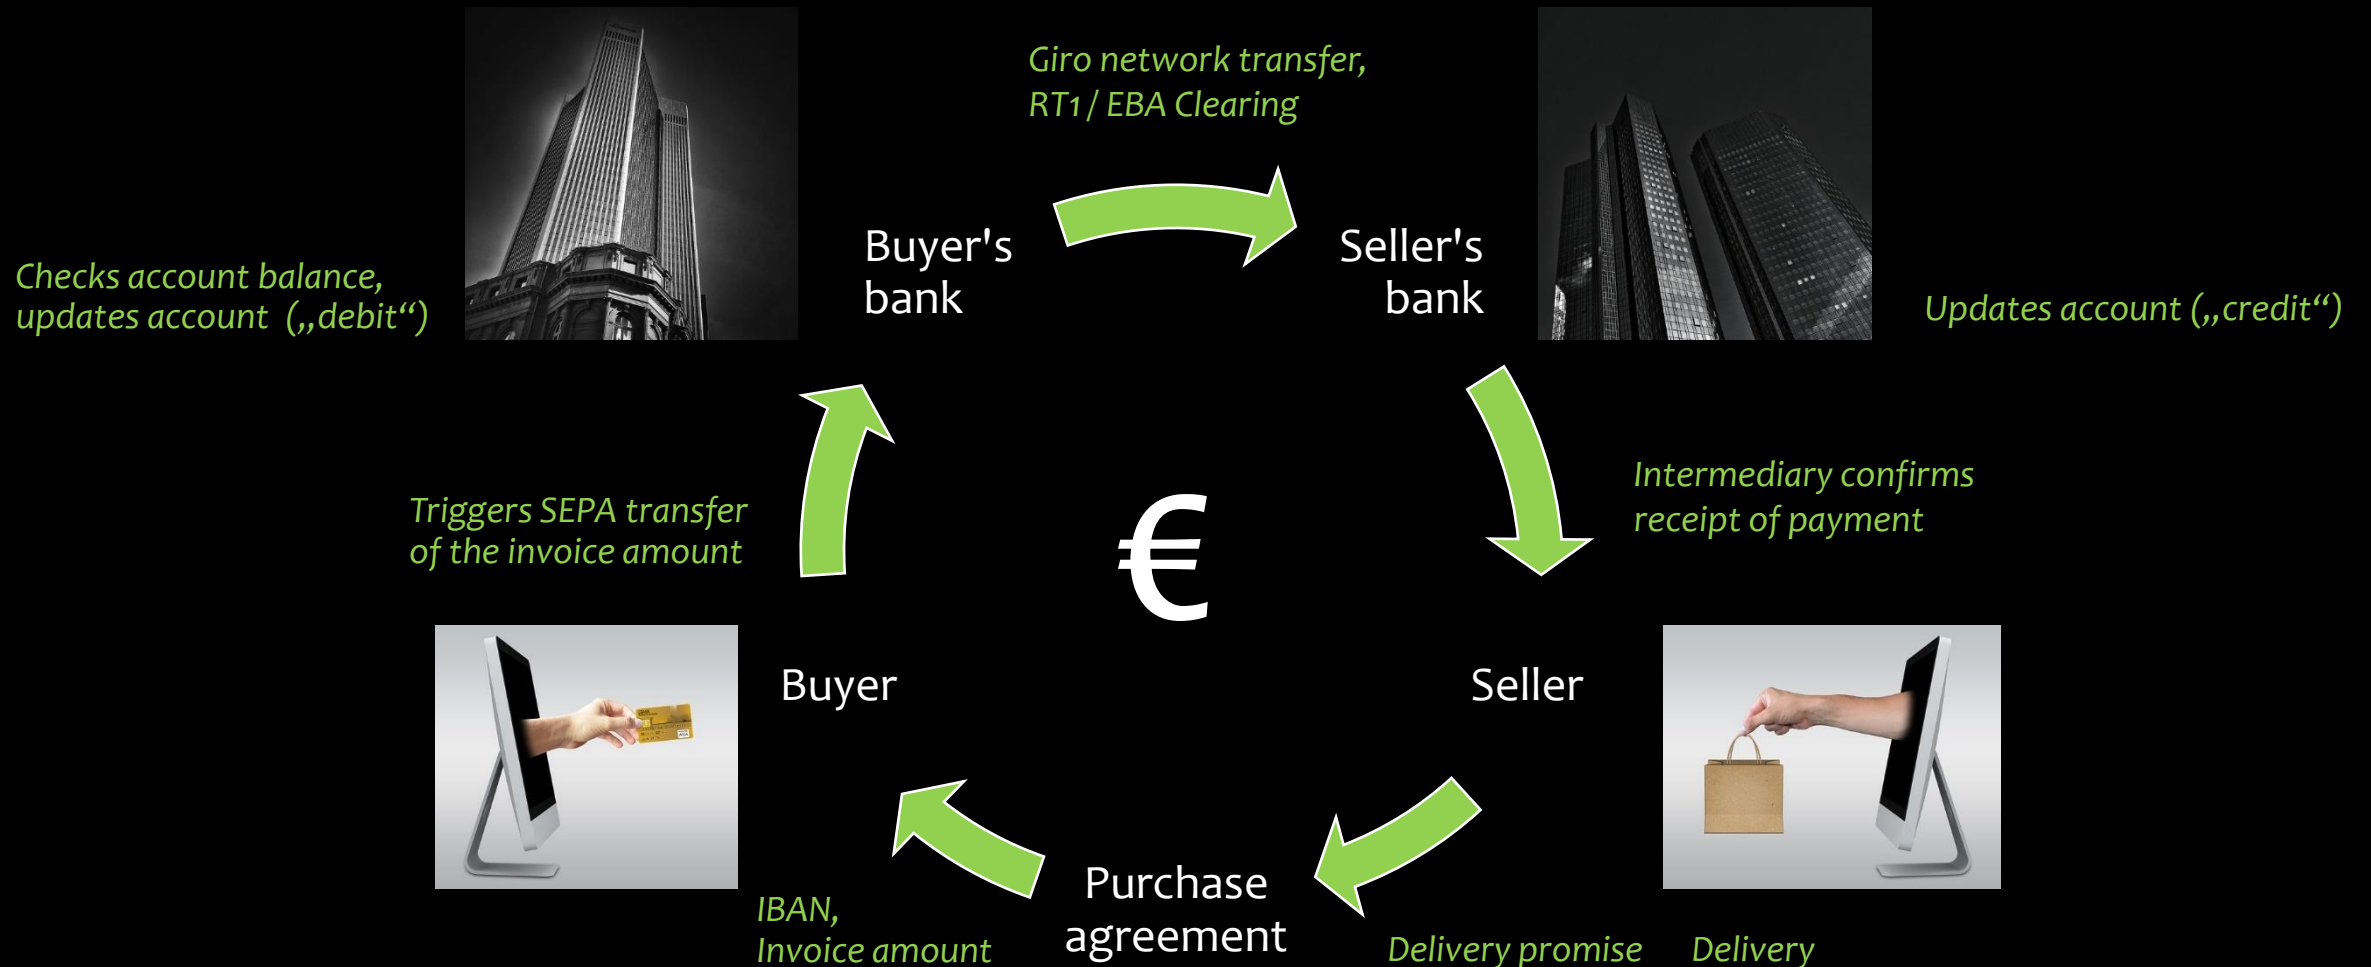 Giro network transfer,
RT1 / EBA Clearing
Buyer's
bank
Seller's
bank
Checks account balance,
updates account („debit“)
Updates account („credit“)
Triggers SEPA transfer
of the invoice amount
€
Intermediary confirms
receipt of payment
Buyer
Seller
IBAN,
Invoice amount
Purchase
agreement
Delivery promise
Delivery